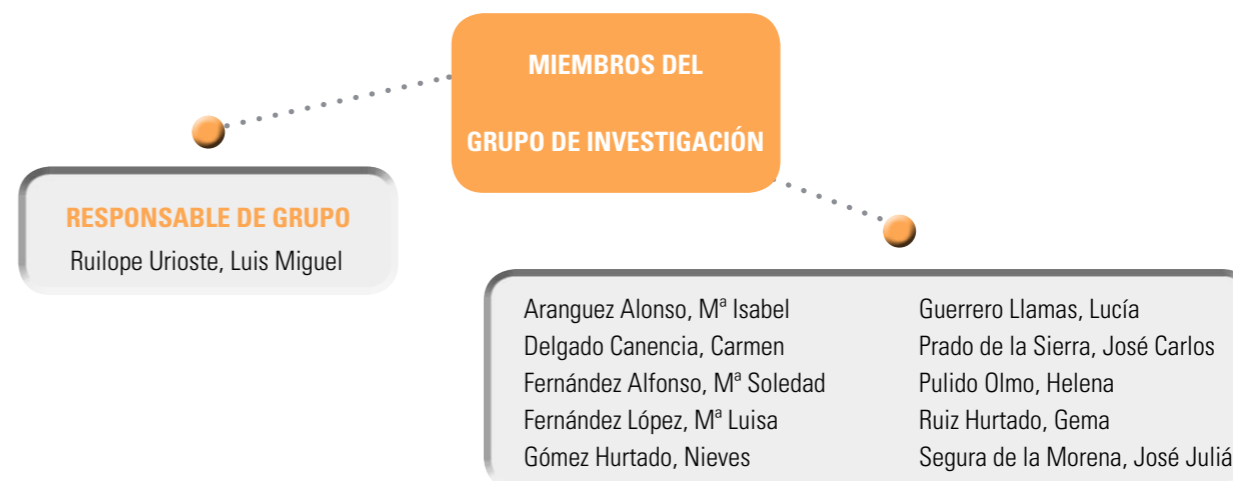 MIEMBROS DEL
GRUPO DE INVESTIGACIÓN
RESPONSABLE DE GRUPO
Ruilope Urioste, Luis Miguel
Aranguez Alonso, Mª Isabel
Delgado Canencia, Carmen
Fernández Alfonso, Mª Soledad
Fernández López, Mª Luisa
Gómez Hurtado, Nieves
Guerrero Llamas, Lucía
Prado de la Sierra, José Carlos
Pulido Olmo, Helena
Ruiz Hurtado, Gema
Segura de la Morena, José Juliá